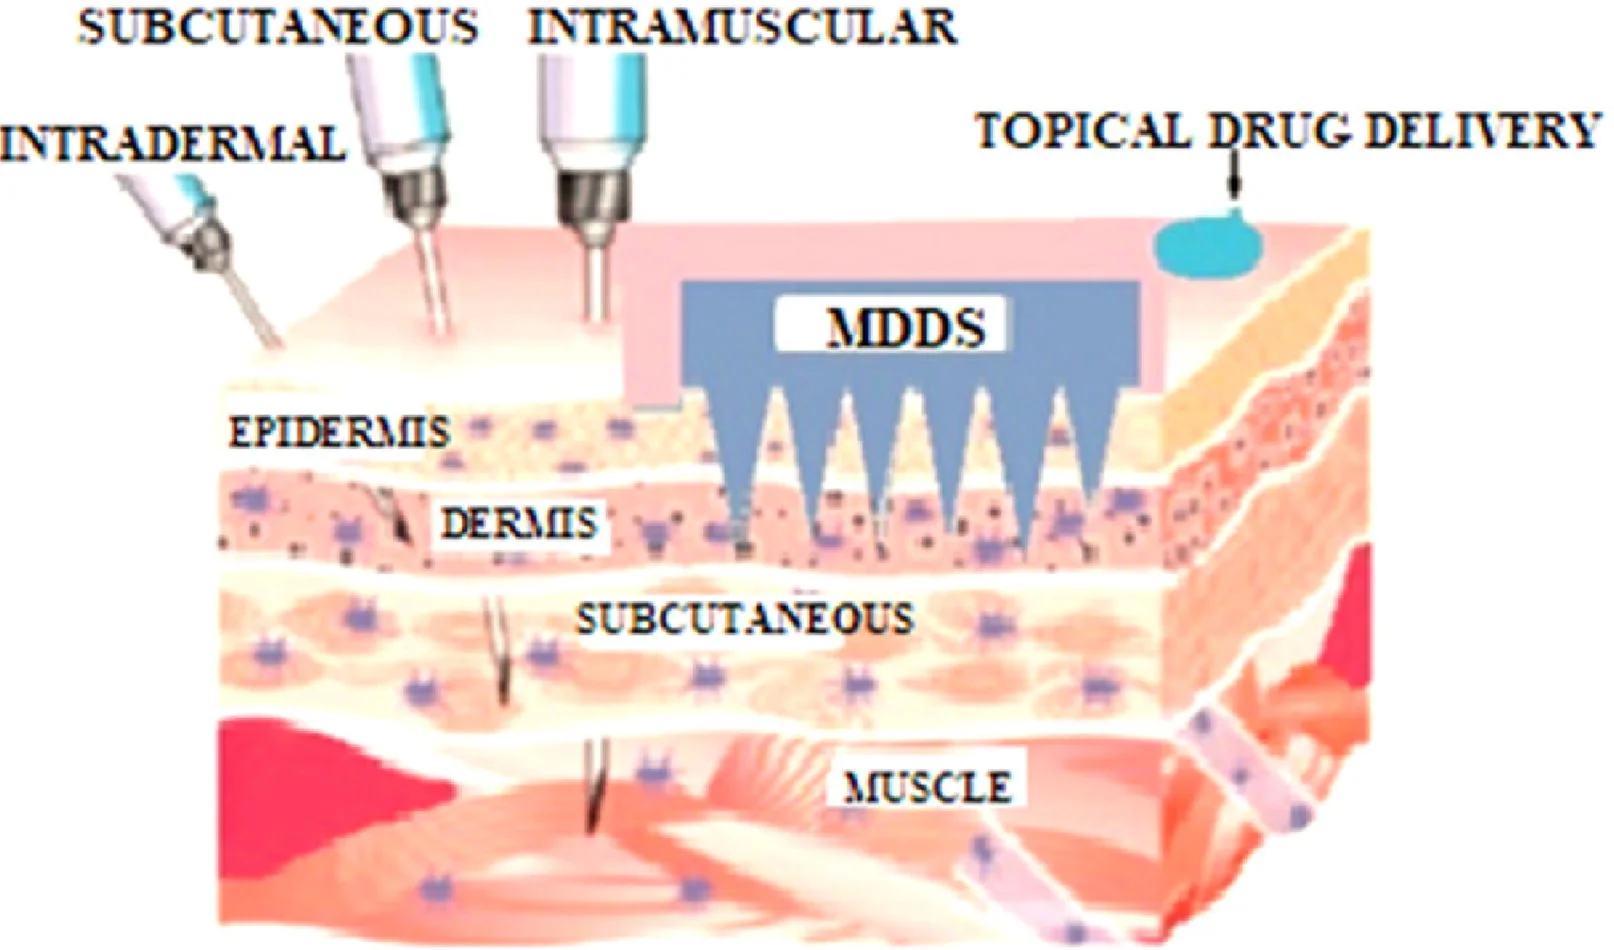 SUBCUTANEOUS
INTRAMUSCULAR
INTRADERMAL
TOPICAL DRUG DELIVERY
MDDS
EPIDERMIS
DERMIS
SUBCUTANEOUS
MUSCLE